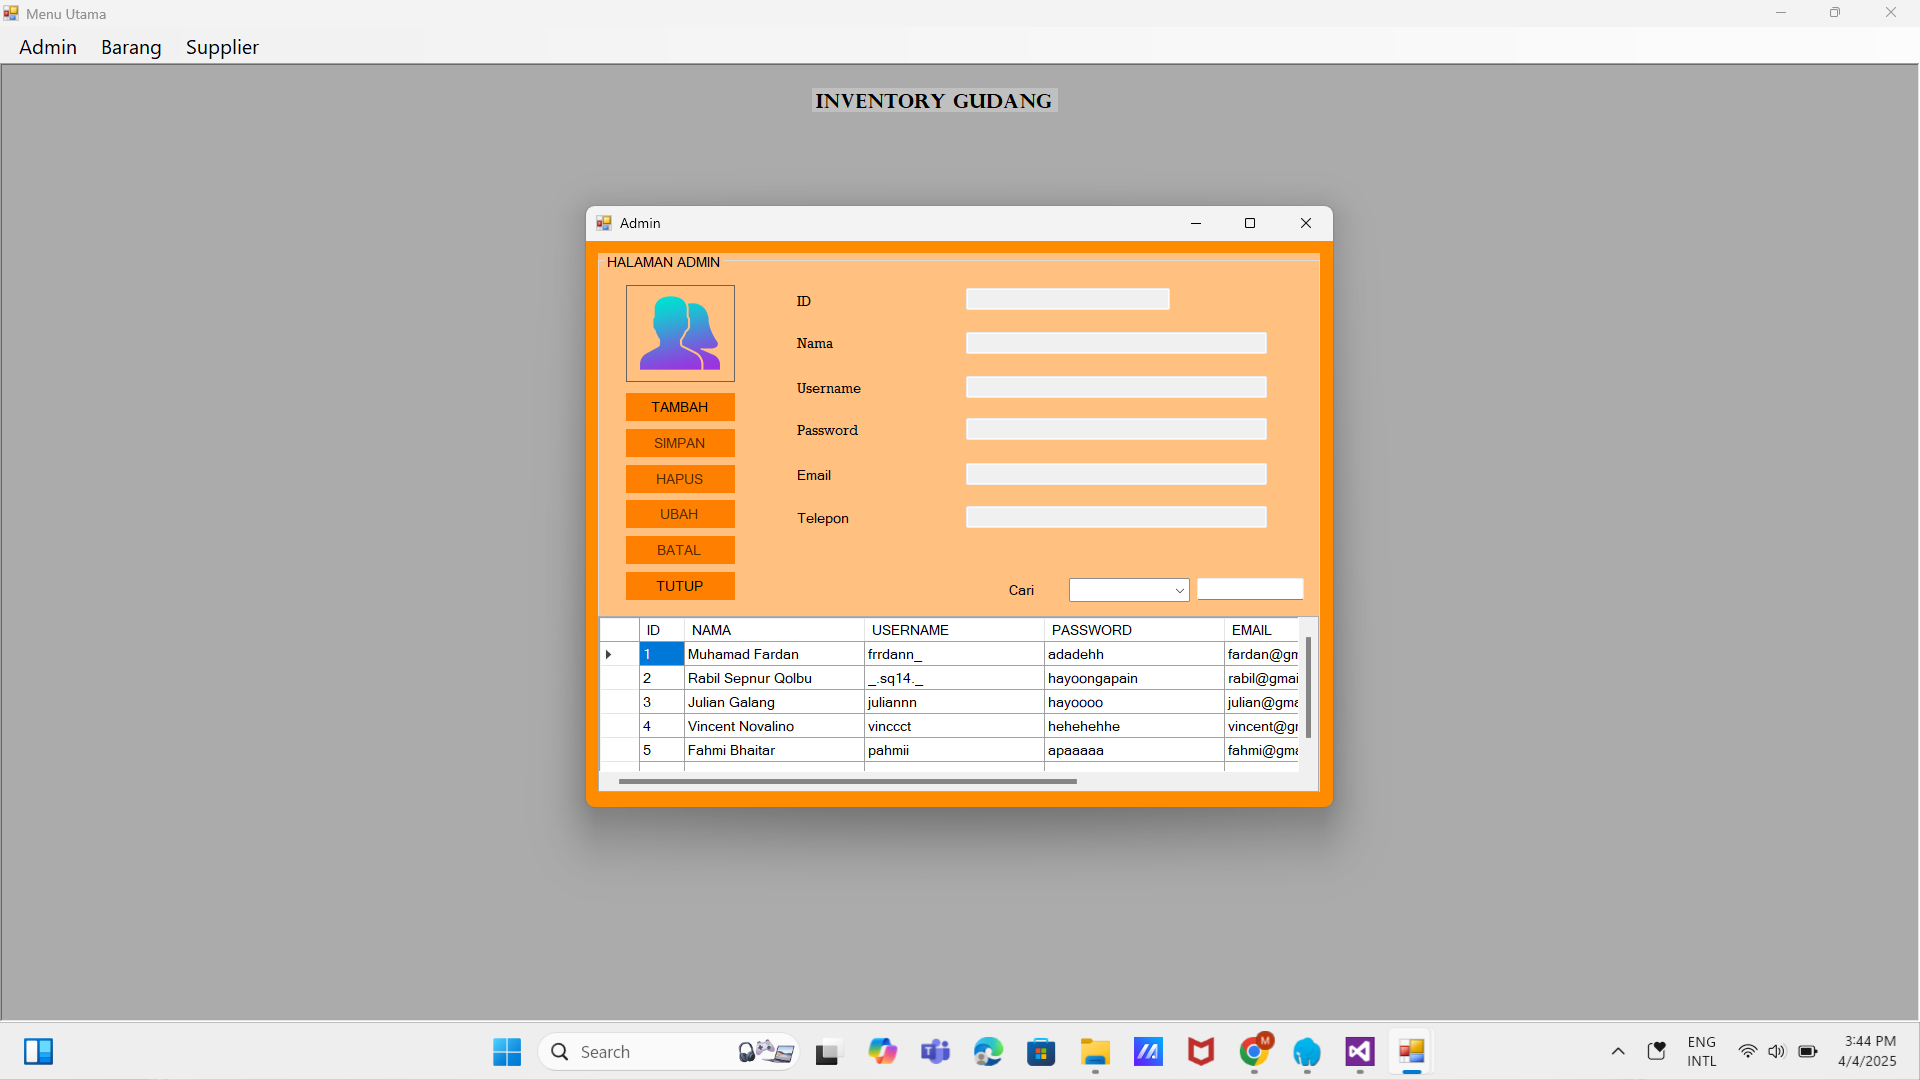 Menu Utama
Admin Barang Supplier
INVENTORY GUDANG
Admin
HALAMAN ADMIN
ID
Nama
Username
Password
Email
Telepon
TAMBAH
SIMPAN
HAPUS
UBAH
BATAL
TUTUP
Cari
ID NAMA USERNAME PASSWORD EMAIL
1 Muhamad Fardan frrdann_ adadehh fardan@gm
2 Rabil Sepnur Qolbu _.sq14._ hayoongapain rabil@gmai
3 Julian Galang juliannn hayoooo julian@gma
4 Vincent Novalino vinccct hehehehhe vincent@gr
5 Fahmi Bhaitar pahmii apaaaaa fahmi@gma
Search
M
ENG
INTL
3:44 PM
4/4/2025